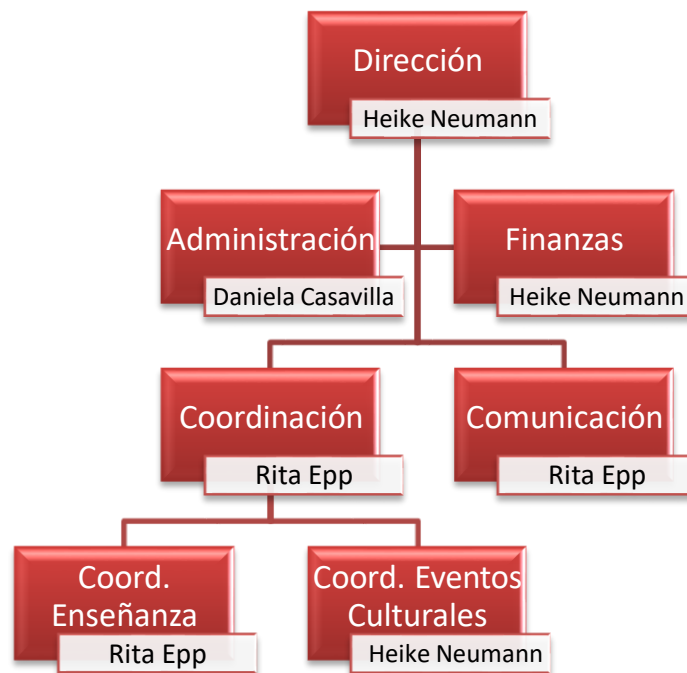 Dirección
Heike Neumann
Administración
Daniela Casavilla
Finanzas
Heike Neumann
Coordinación
Rita Epp
Comunicación
Rita Epp
Coord.
Enseñanza
Rita Epp
Coord. Eventos
Culturales
Heike Neumann